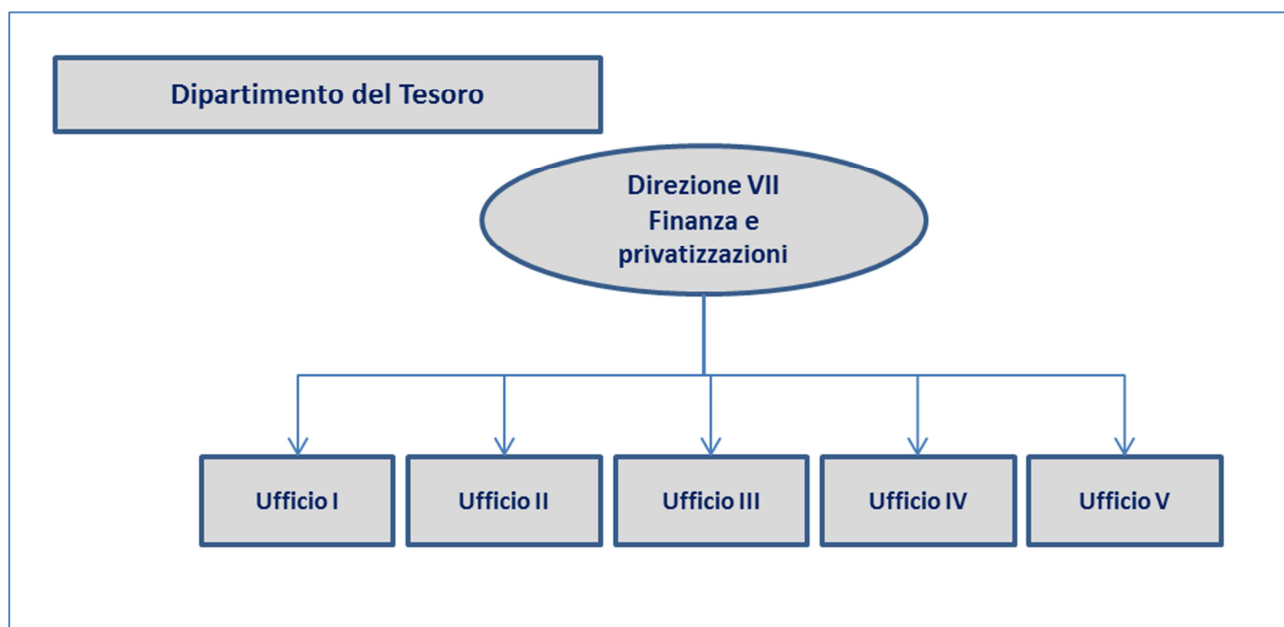 Dipartimento del Tesoro
Direzione VII
Finanza e
privatizzazioni
Ufficio I
Ufficio II
Ufficio III
Ufficio IV
Ufficio V